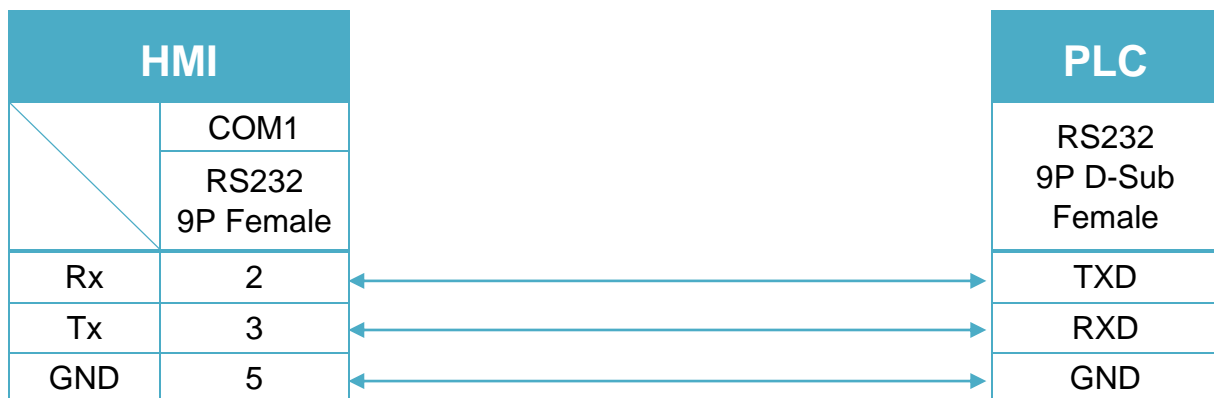 HMI
PLC
COM1
RS232
9P Female
RS232
9P D-Sub
Female
Rx 2 TXD
Tx 3 RXD
GND 5 GND